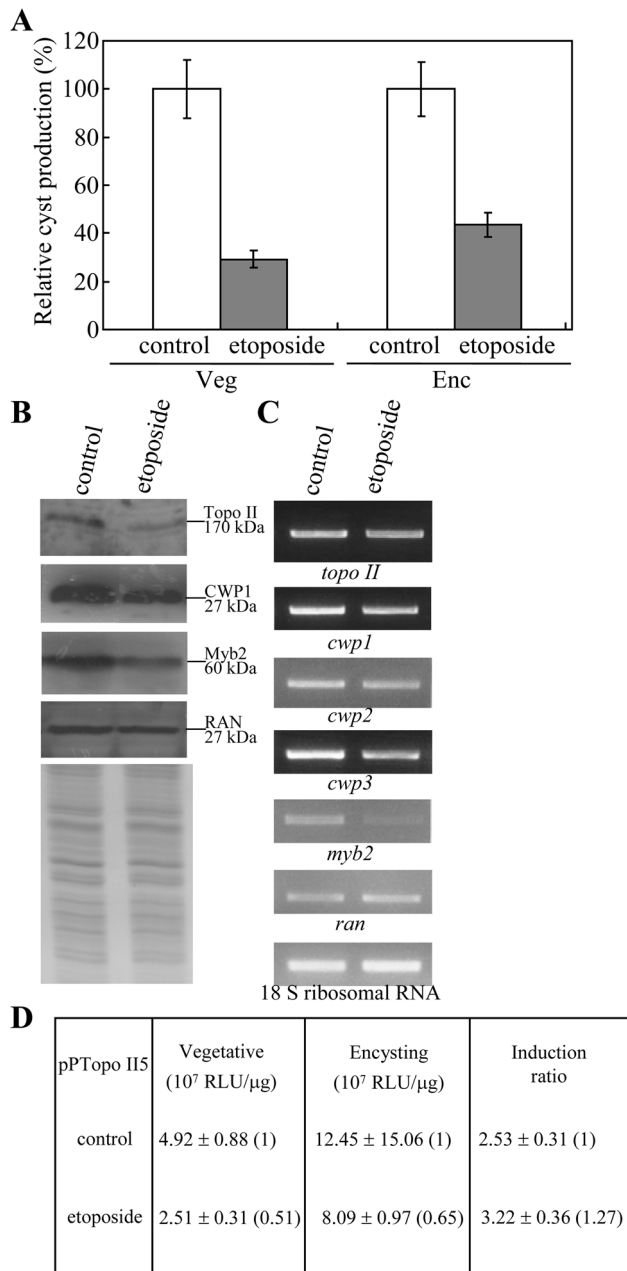 A
Relative cyst production (%)
120
100
80
60
40
20
0
control etoposide control etoposide
Veg Enc
B
control etoposide
Topo II
170 kDa
CWP1
27 kDa
Myb2
60 kDa
RAN
27 kDa
C
control etoposide
topo II
cwp1
cwp2
cwp3
myb2
ran
18 S ribosomal RNA
D
pPTopo II5 Vegetative (10⁷ RLU/μg) Encysting (10⁷ RLU/μg) Induction ratio
control 4.92 ± 0.88 (1) 12.45 ± 15.06 (1) 2.53 ± 0.31 (1)
etoposide 2.51 ± 0.31 (0.51) 8.09 ± 0.97 (0.65) 3.22 ± 0.36 (1.27)